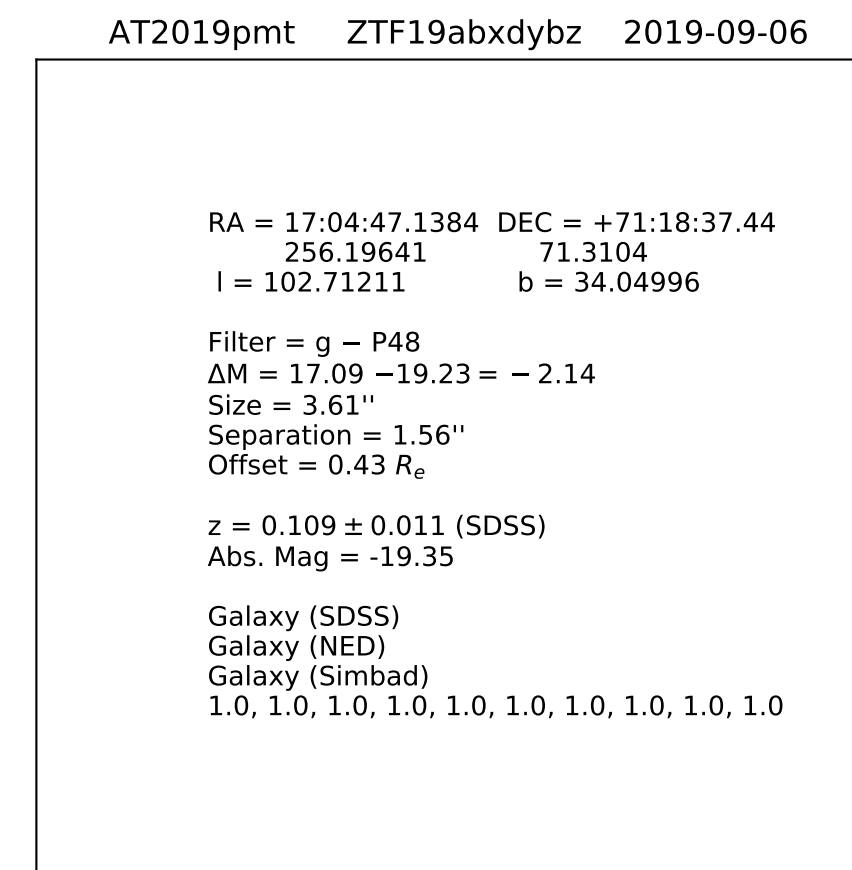 AT2019pmt ZTF19abxdybz 2019-09-06
RA = 17:04:47.1384 DEC = +71:18:37.44
256.19641 71.3104
l = 102.71211 b = 34.04996
Filter = g − P48
ΔM = 17.09 −19.23 = −2.14
Size = 3.61''
Separation = 1.56''
Offset = 0.43 Re
z = 0.109 ± 0.011 (SDSS)
Abs. Mag = -19.35
Galaxy (SDSS)
Galaxy (NED)
Galaxy (Simbad)
1.0, 1.0, 1.0, 1.0, 1.0, 1.0, 1.0, 1.0, 1.0, 1.0